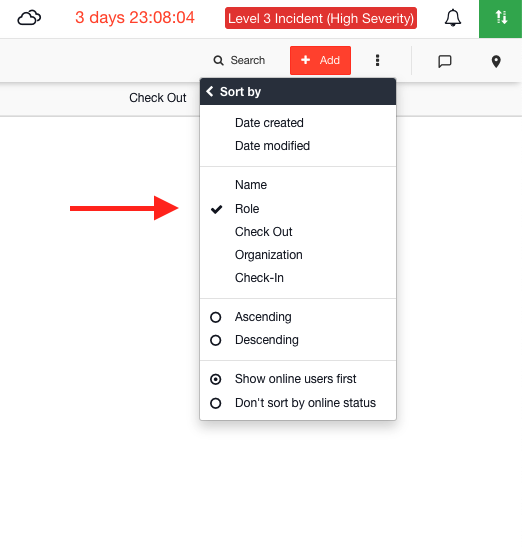 3 days 23:08:04
Level 3 Incident (High Severity)
Search
Add
Check Out
Sort by
Date created
Date modified
Name
Role
Check Out
Organization
Check-In
Ascending
Descending
Show online users first
Don't sort by online status